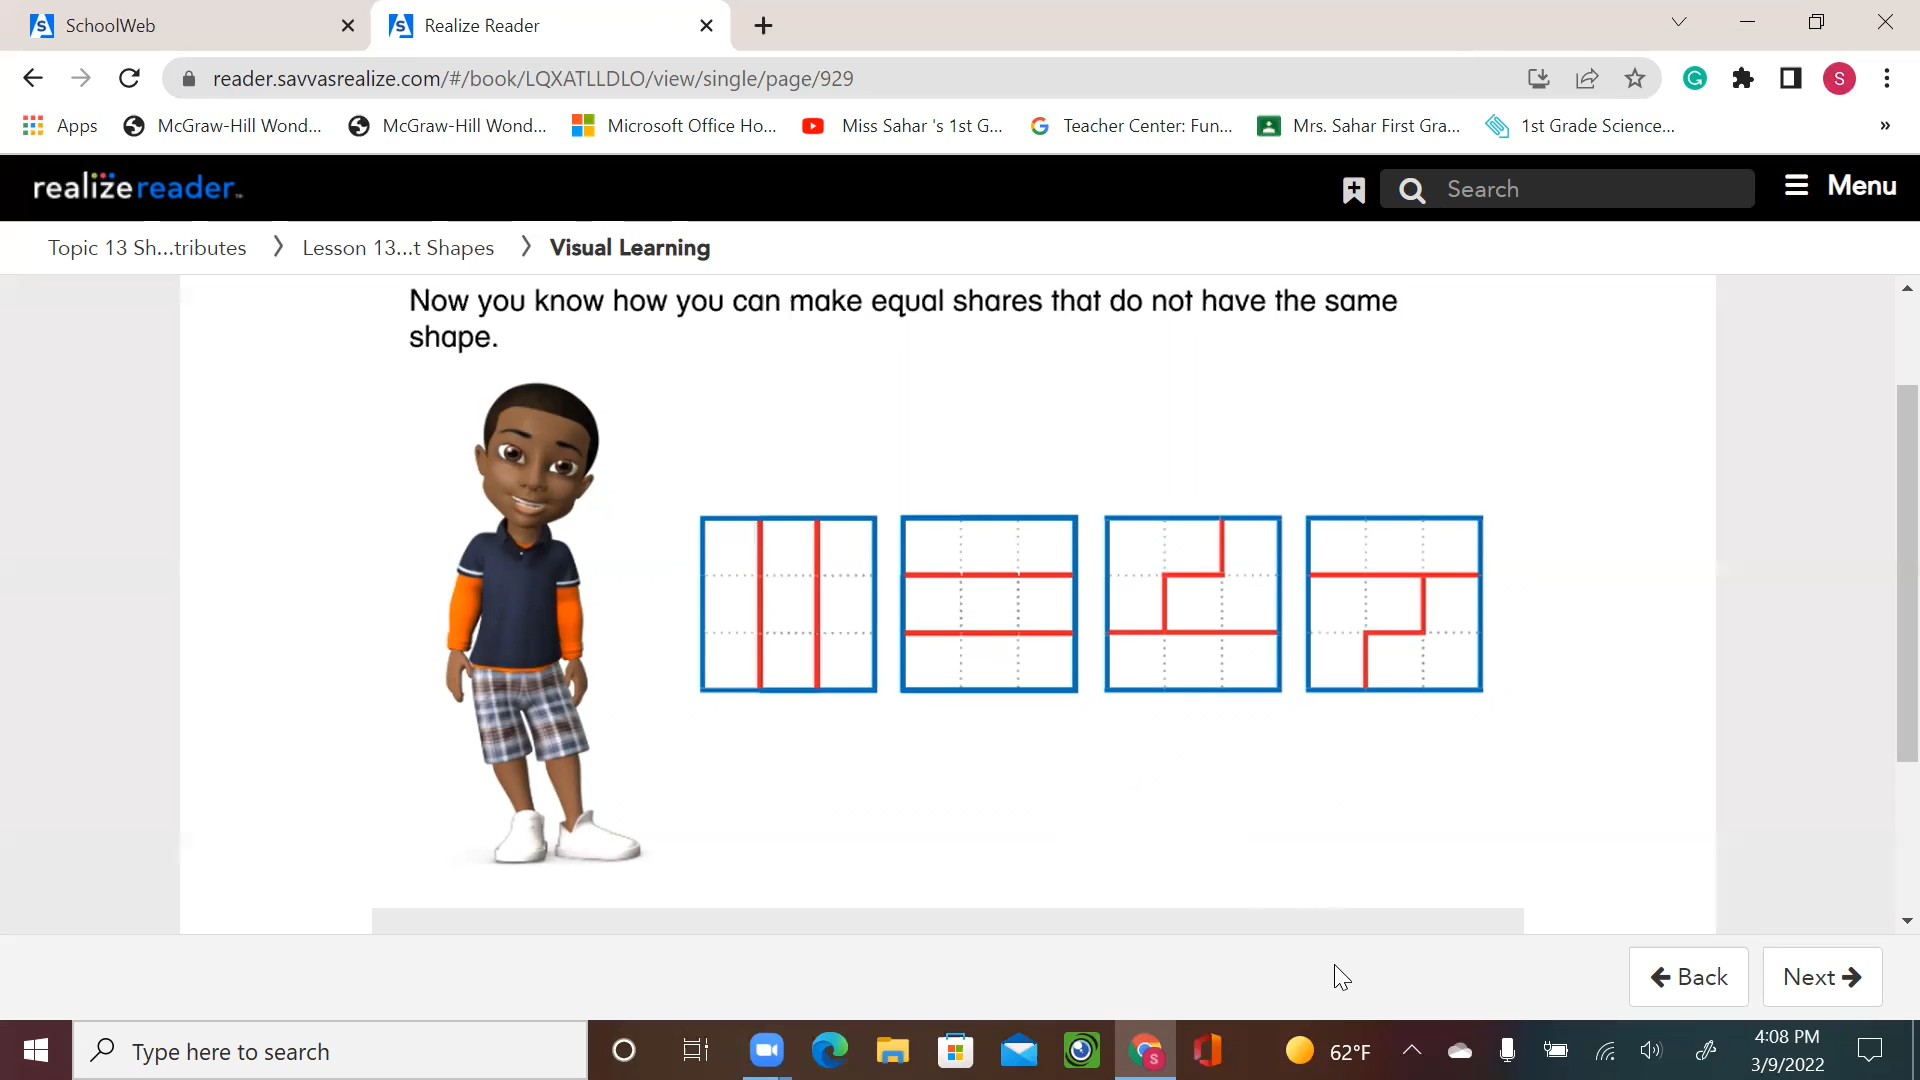 SchoolWeb
Realize Reader
reader.savvasrealize.com/#/book/LQXATLLDLO/view/single/page/929
S
Apps
McGraw-Hill Wond...
McGraw-Hill Wond...
Microsoft Office Ho...
Miss Sahar 's 1st G...
Teacher Center: Fun...
Mrs. Sahar First Gra...
1st Grade Science...
»
realizereader™
Search
Menu
Topic 13 Sh...tributes
Lesson 13...t Shapes
Visual Learning
Now you know how you can make equal shares that do not have the same
shape.
Back
Next
Type here to search
62°F
4:08 PM
3/9/2022